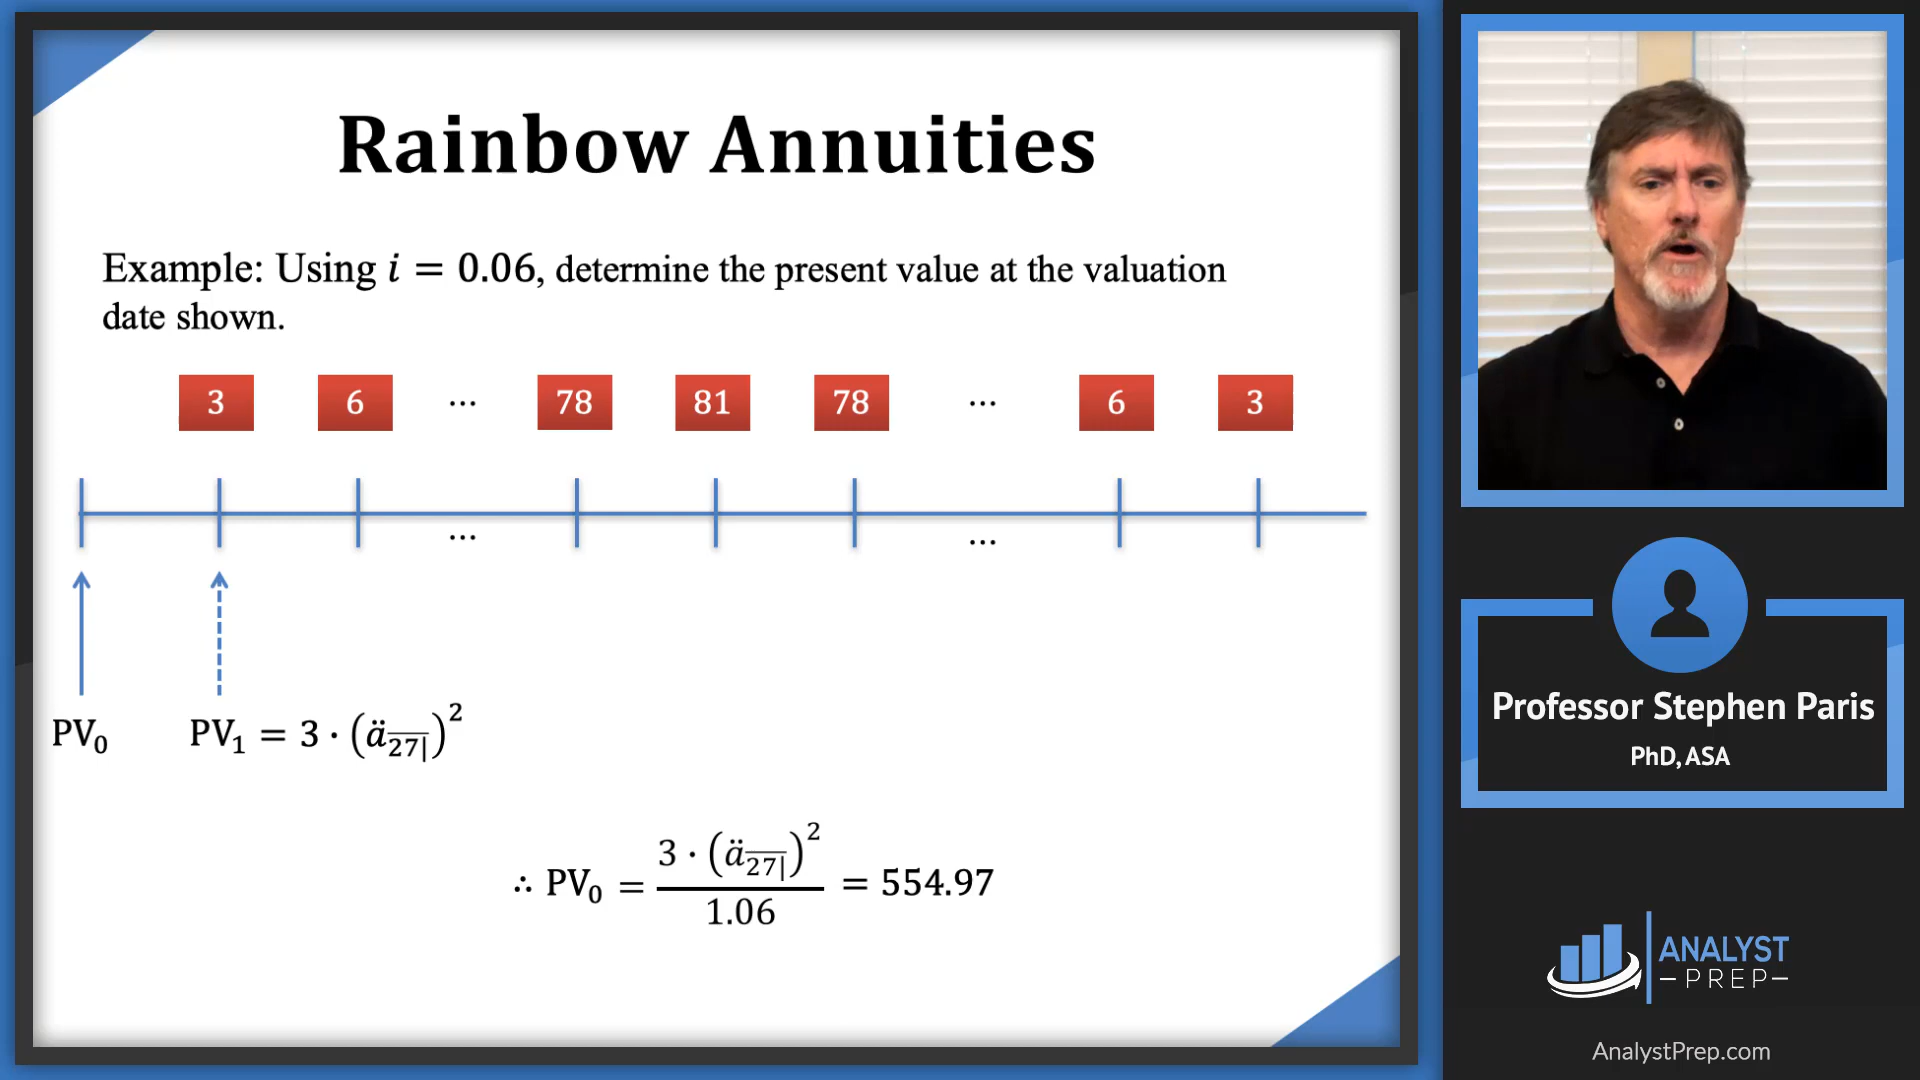 Rainbow Annuities
Example: Using i = 0.06, determine the present value at the valuation
date shown.
3 6 ... 78 81 78 ... 6 3
... ...
PV₀ PV₁ = 3 · (ä27|)²
∴ PV₀ = 3 · (ä27|)² / 1.06 = 554.97
Professor Stephen Paris
PhD, ASA
ANALYST
PREP
AnalystPrep.com